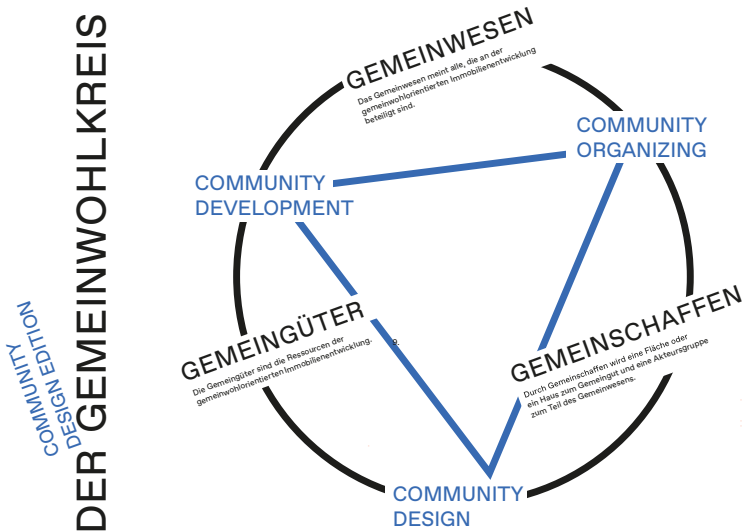 DER GEMEINWOHLKREIS
COMMUNITY
DESIGN EDITION
GEMEINWESEN
Das Gemeinwesen meint alle, die an der
gemeinwohlorientierten Immobilienentwicklung
beteiligt sind.
COMMUNITY
ORGANIZING
COMMUNITY
DEVELOPMENT
GEMEINGÜTER
Die Gemeingüter sind die Ressourcen der
gemeinwohlorientierten Immobilienentwicklung.
9.
GEMEINSCHAFFEN
Durch Gemeinschaffen wird eine Fläche oder
ein Haus zum Gemeingut und eine Akteursgruppe
zum Teil des Gemeinwesens.
COMMUNITY
DESIGN